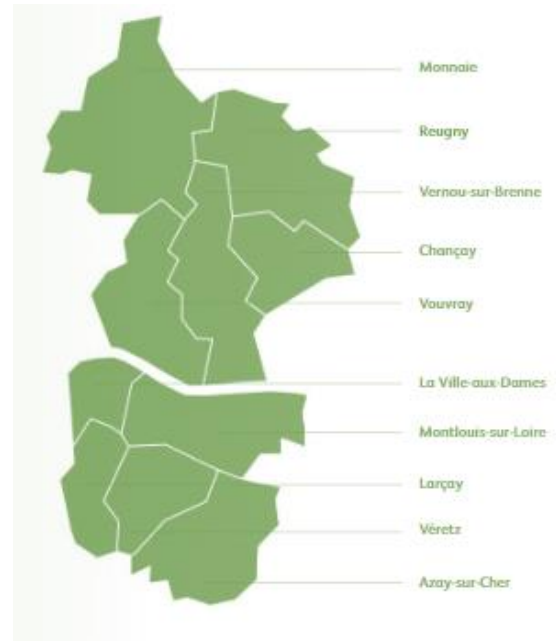 Monnaie
Reugny
Vernou-sur-Brenne
Chançay
Vouvray
La Ville-aux-Dames
Montlouis-sur-Loire
Larçay
Véretz
Azay-sur-Cher